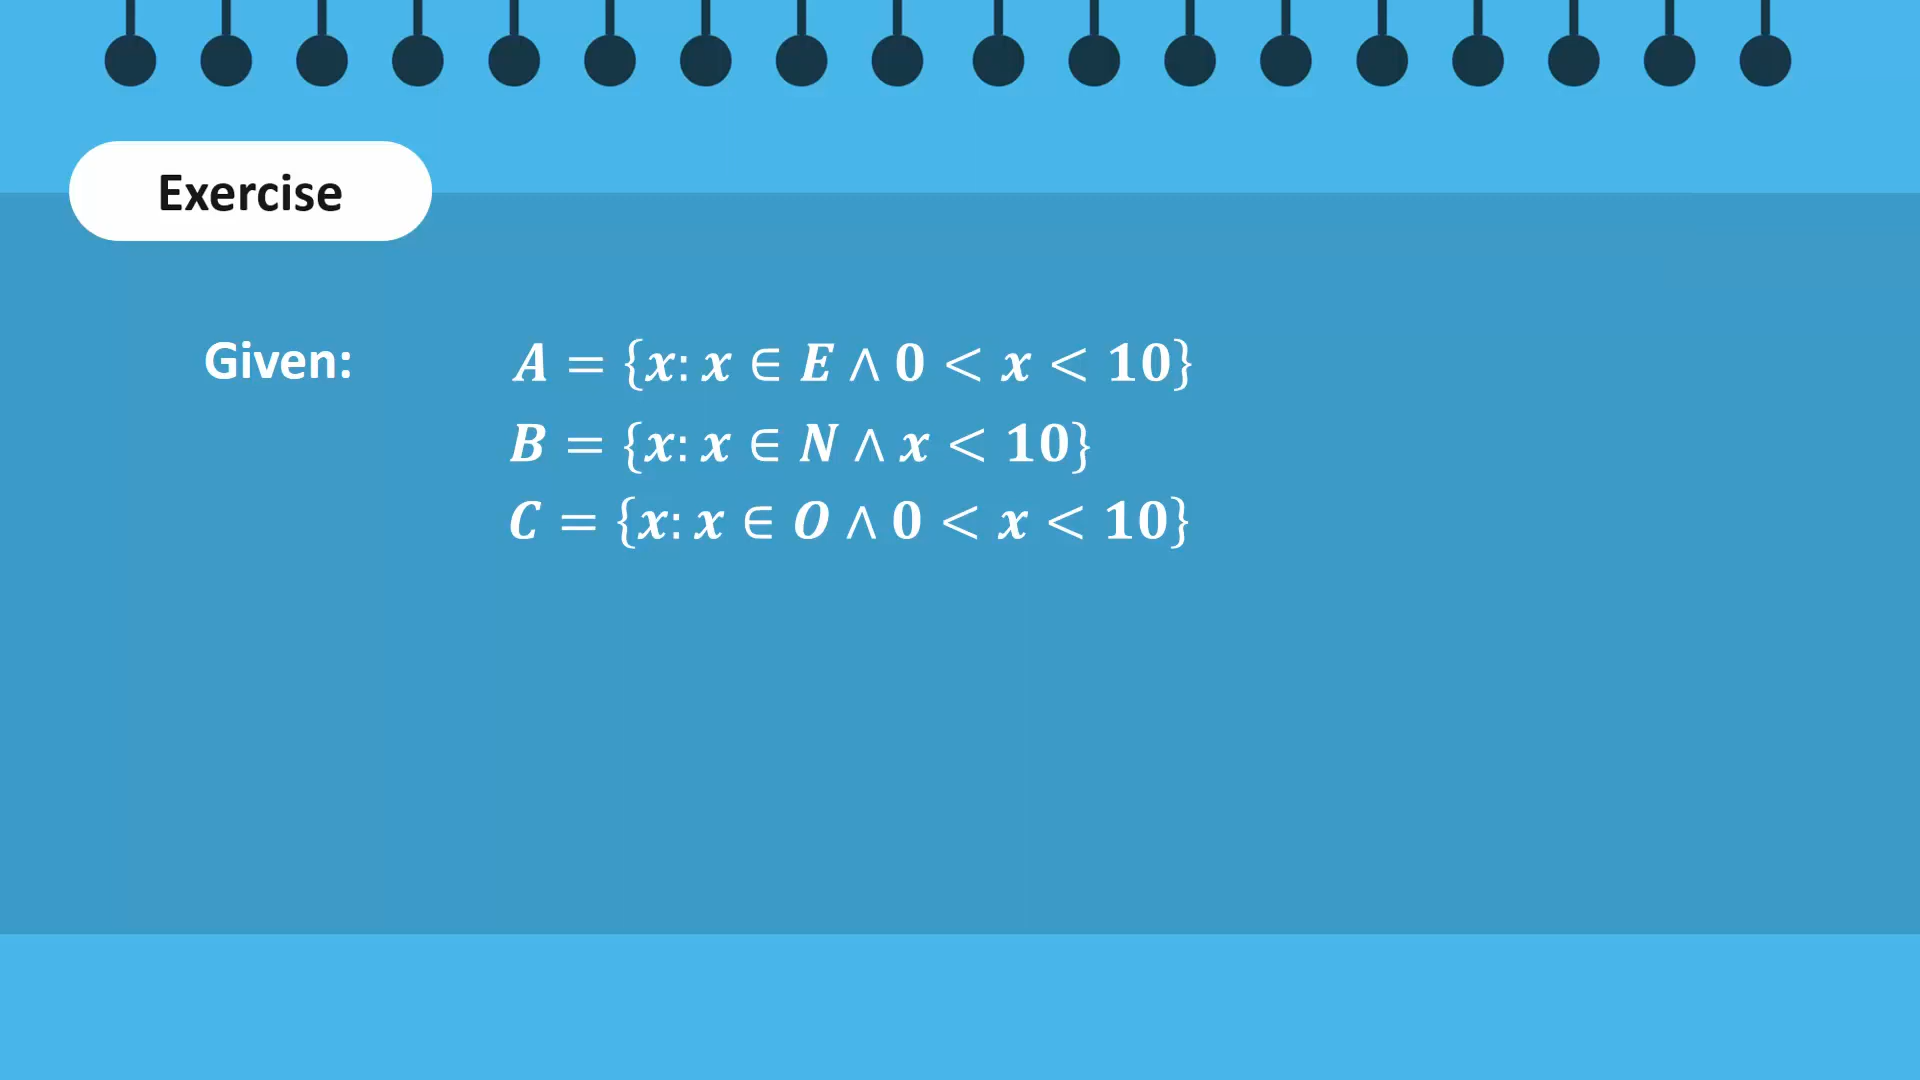 Exercise
Given: A = {x: x ∈ E ∧ 0 < x < 10}
B = {x: x ∈ N ∧ x < 10}
C = {x: x ∈ O ∧ 0 < x < 10}